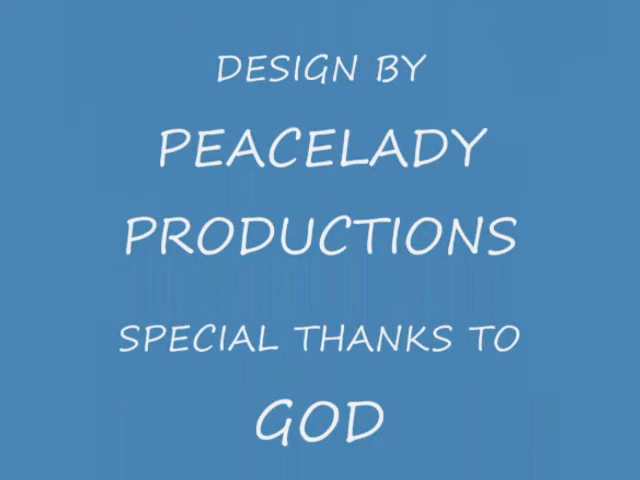 DESIGN BY
PEACELADY
PRODUCTIONS
SPECIAL THANKS TO
GOD